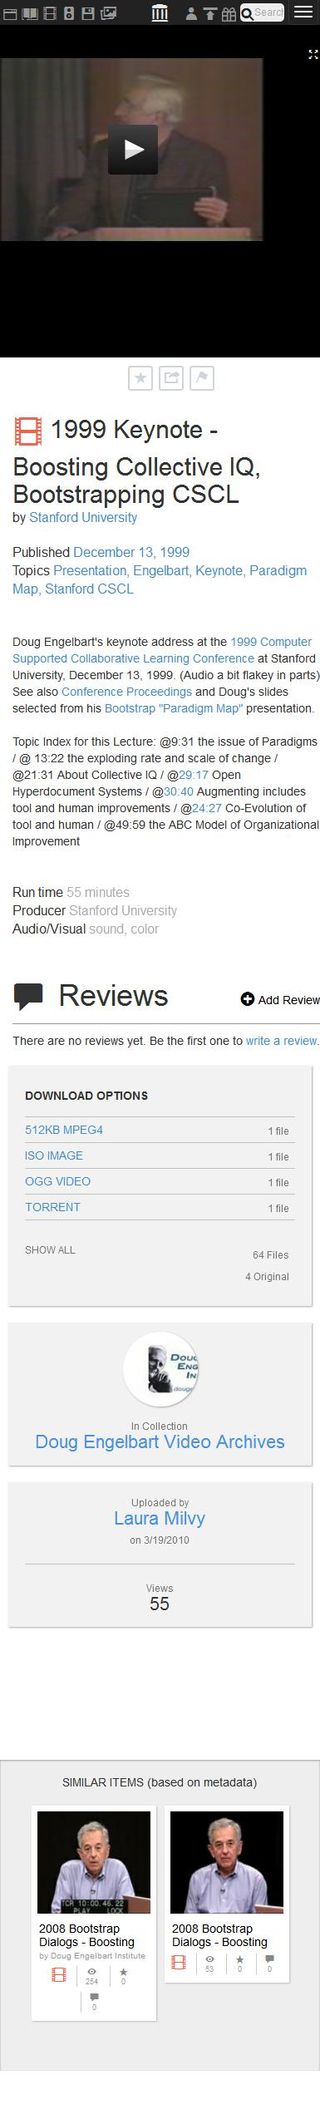 Search
1999 Keynote -
Boosting Collective IQ,
Bootstrapping CSCL
by Stanford University
Published December 13, 1999
Topics Presentation, Engelbart, Keynote, Paradigm
Map, Stanford CSCL
Doug Engelbart's keynote address at the 1999 Computer
Supported Collaborative Learning Conference at Stanford
University, December 13, 1999. (Audio a bit flakey in parts)
See also Conference Proceedings and Doug's slides
selected from his Bootstrap "Paradigm Map" presentation.
Topic Index for this Lecture: @9:31 the issue of Paradigms
/ @ 13:22 the exploding rate and scale of change /
@21:31 About Collective IQ / @29:17 Open
Hyperdocument Systems / @30:40 Augmenting includes
tool and human improvements / @24:27 Co-Evolution of
tool and human / @49:59 the ABC Model of Organizational
Improvement
Run time 55 minutes
Producer Stanford University
Audio/Visual sound, color
Reviews
Add Review
There are no reviews yet. Be the first one to write a review.
DOWNLOAD OPTIONS
512KB MPEG4 1 file
ISO IMAGE 1 file
OGG VIDEO 1 file
TORRENT 1 file
SHOW ALL 64 Files
4 Original
DOUG
ENG
IN
doug
In Collection
Doug Engelbart Video Archives
Uploaded by
Laura Milvy
on 3/19/2010
Views
55
SIMILAR ITEMS (based on metadata)
TCR 10:00.46.22
PLAY LOCK
2008 Bootstrap
Dialogs - Boosting
by Doug Engelbart Institute
254 0
0
2008 Bootstrap
Dialogs - Boosting
53 0 0